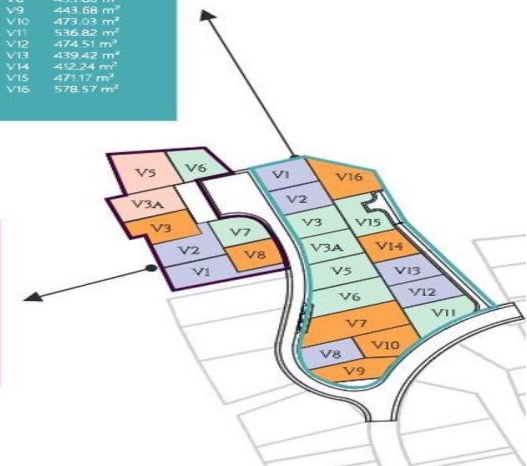 V9 443.68 m²
V10 473.03 m²
V11 536.82 m²
V12 474.51 m²
V13 439.42 m²
V14 412.24 m²
V15 471.17 m²
V16 578.57 m²
V5 V6
V3A
V3
V2 V7
V1 V8
V1 V16
V2
V3 V15
V3A V14
V5 V13
V6 V12
V7 V11
V8 V10
V9